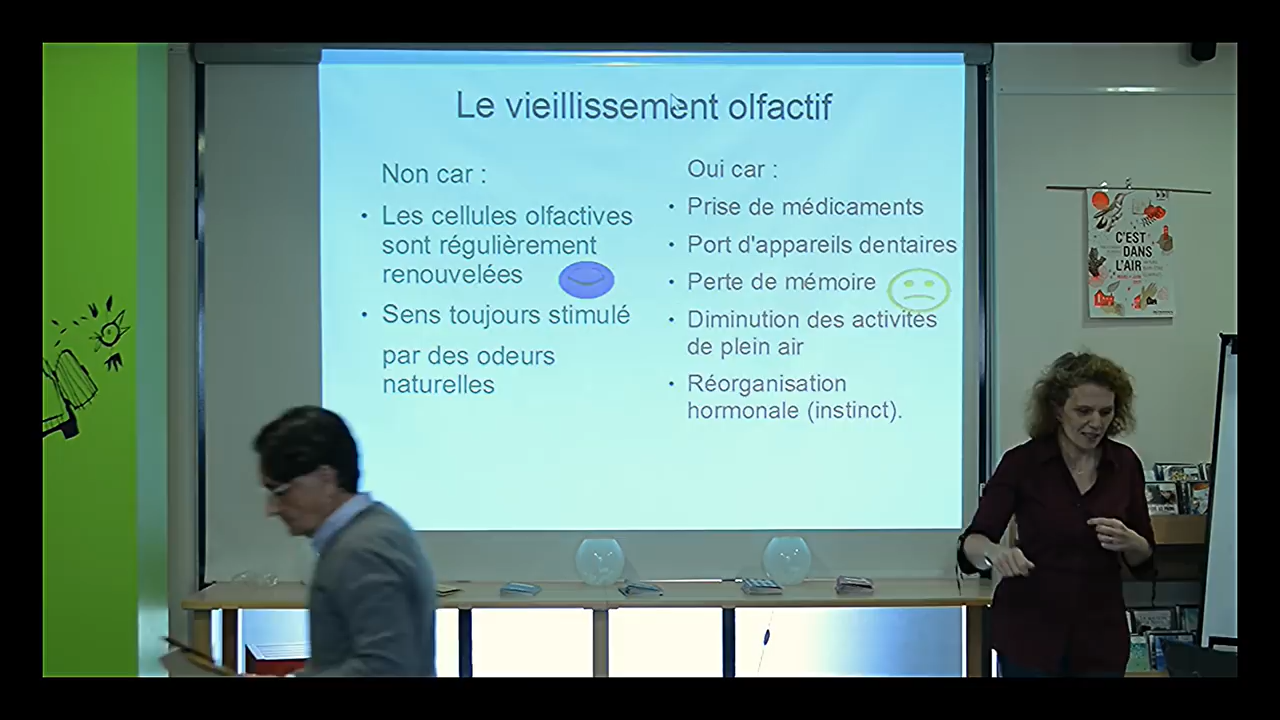 Le vieillissement olfactif
Non car :
• Les cellules olfactives
sont régulièrement
renouvelées
• Sens toujours stimulé
par des odeurs
naturelles
Oui car :
• Prise de médicaments
• Port d'appareils dentaires
• Perte de mémoire
• Diminution des activités
de plein air
• Réorganisation
hormonale (instinct).
C'EST
DANS
L'AIR